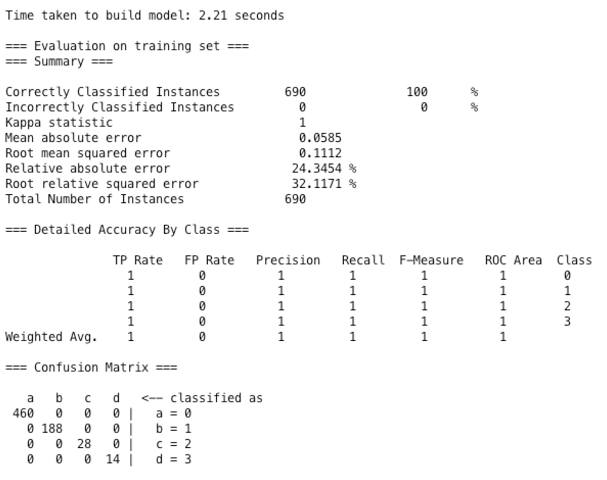 Time taken to build model: 2.21 seconds
=== Evaluation on training set ===
=== Summary ===
Correctly Classified Instances 690 100 %
Incorrectly Classified Instances 0 0 %
Kappa statistic 1
Mean absolute error 0.0585
Root mean squared error 0.1112
Relative absolute error 24.3454 %
Root relative squared error 32.1171 %
Total Number of Instances 690
=== Detailed Accuracy By Class ===
TP Rate FP Rate Precision Recall F-Measure ROC Area Class
1 0 1 1 1 1 0
1 0 1 1 1 1 1
1 0 1 1 1 1 2
1 0 1 1 1 1 3
Weighted Avg. 1 0 1 1 1 1
=== Confusion Matrix ===
a b c d <-- classified as
460 0 0 0 | a = 0
0 188 0 0 | b = 1
0 0 28 0 | c = 2
0 0 0 14 | d = 3